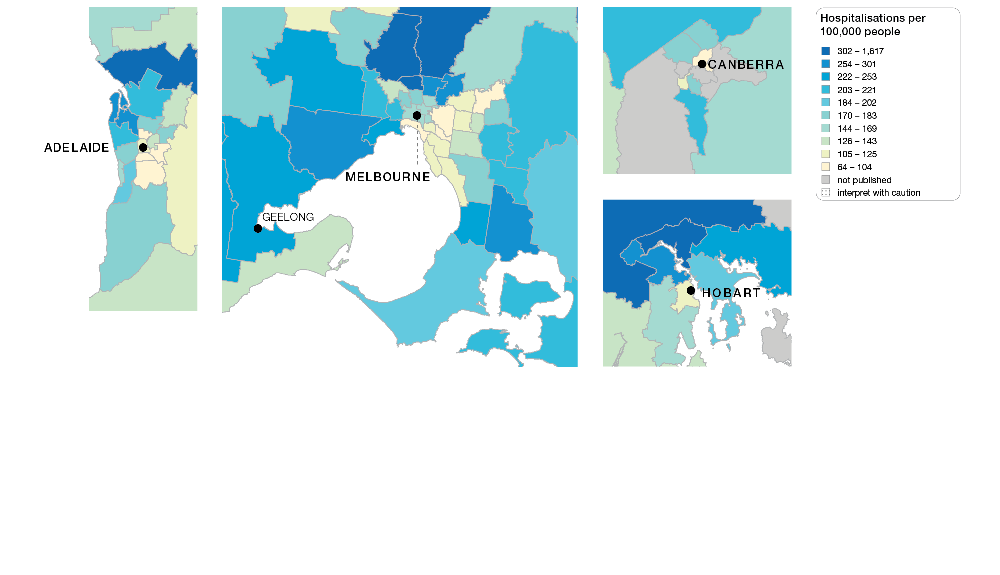 ADELAIDE
GEELONG
MELBOURNE
CANBERRA
HOBART
Hospitalisations per
100,000 people
302 – 1,617
254 – 301
222 – 253
203 – 221
184 – 202
170 – 183
144 – 169
126 – 143
105 – 125
64 – 104
not published
interpret with caution